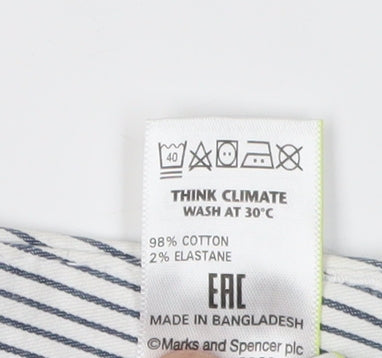 40
THINK CLIMATE
WASH AT 30°C
98% COTTON
2% ELASTANE
EAC
MADE IN BANGLADESH
©Marks and Spencer plc